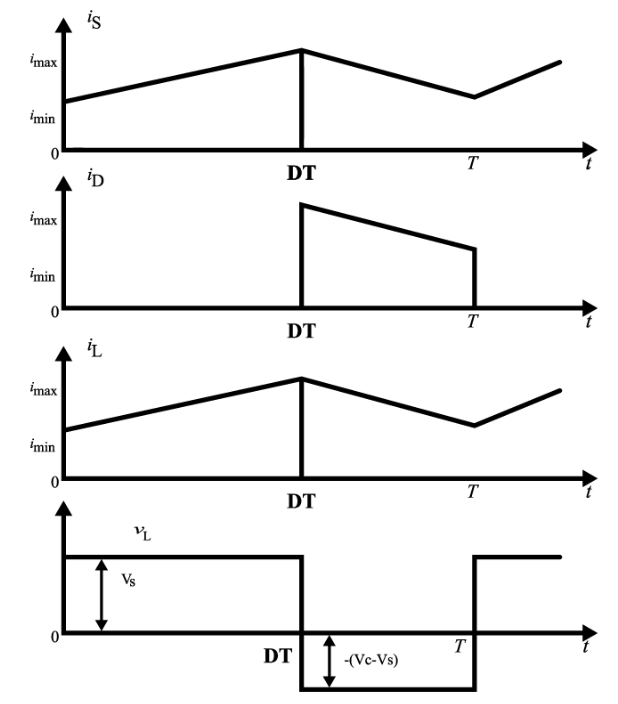 iS
imax
imin
0
DT
T
t
iD
imax
imin
0
DT
T
t
iL
imax
imin
0
DT
T
t
vL
Vs
0
DT
T
t
-(Vc-Vs)